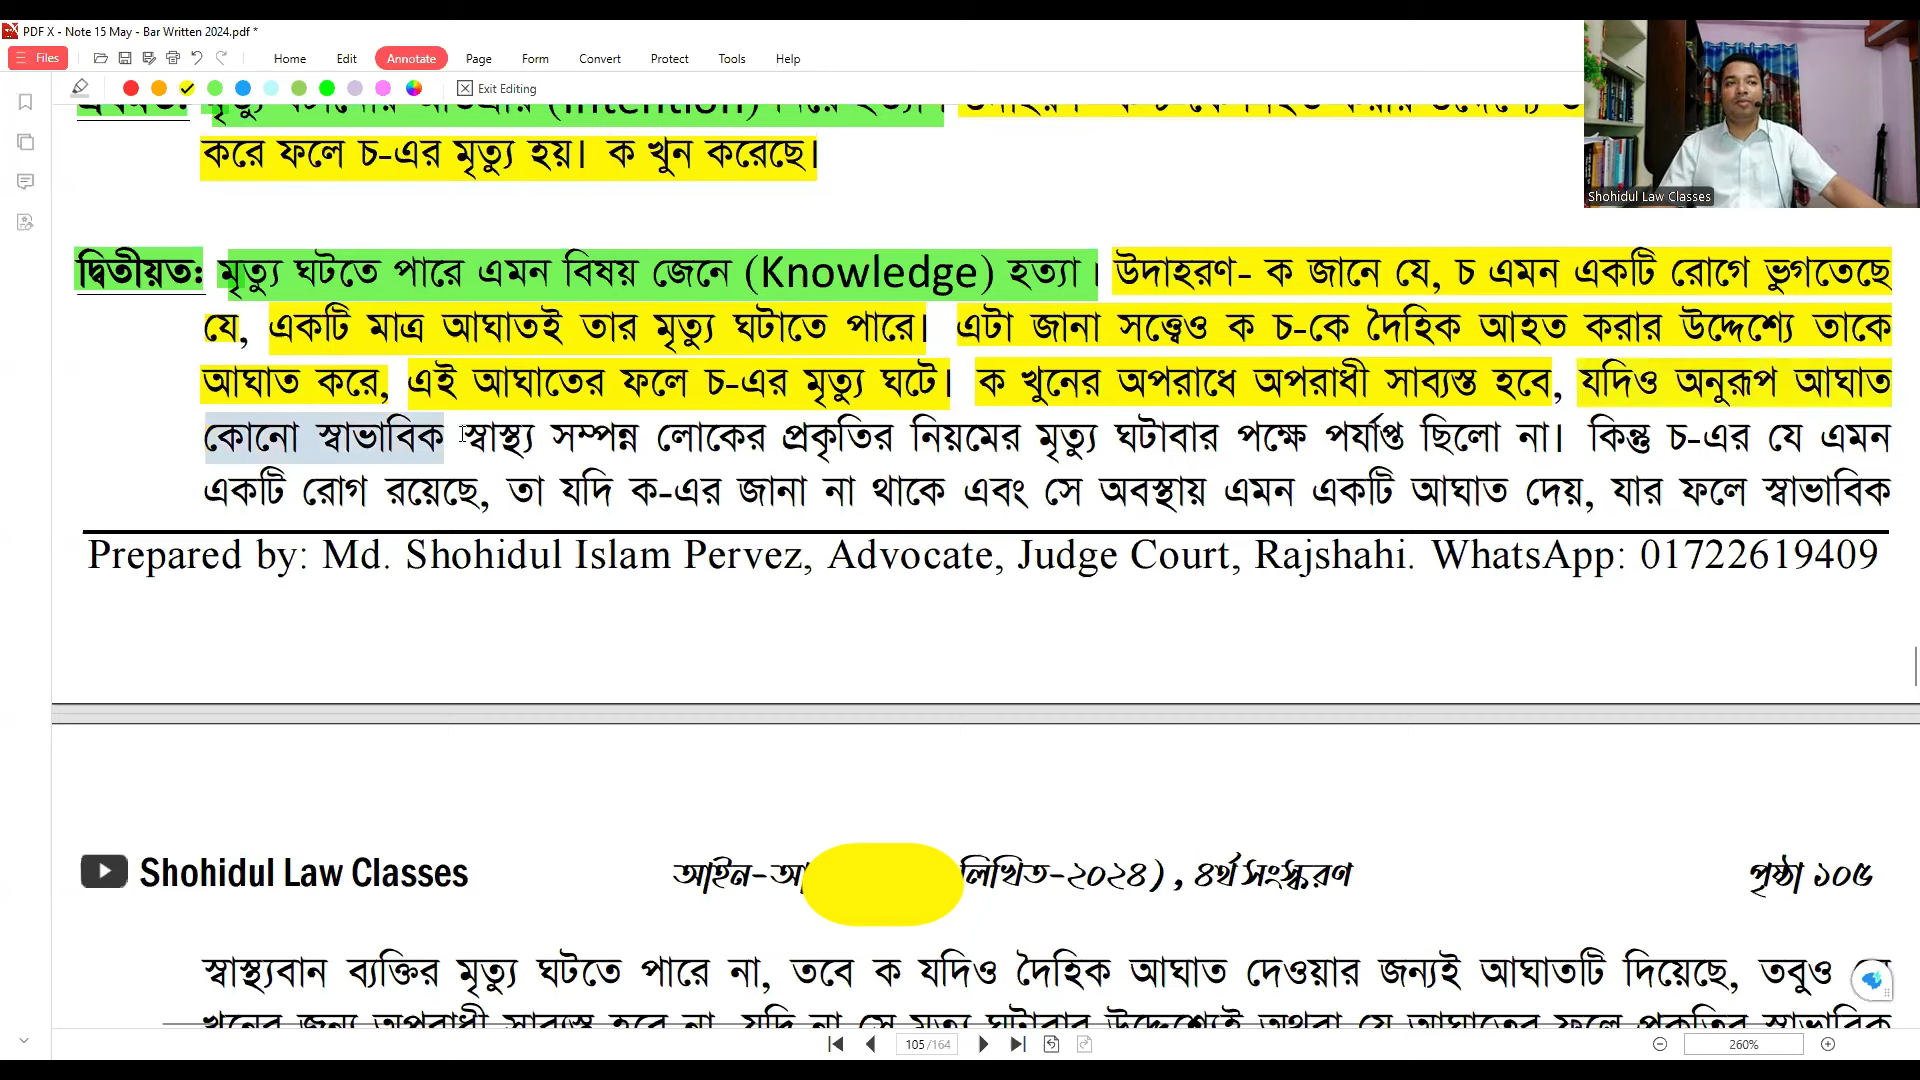 PDF X - Note 15 May - Bar Written 2024.pdf *
Files Home Edit Annotate Page Form Convert Protect Tools Help
Exit Editing
Shohidul Law Classes
করে ফলে চ-এর মৃত্যু হয়। ক খুন করেছে।
দ্বিতীয়ত: মৃত্যু ঘটতে পারে এমন বিষয় জেনে (Knowledge) হত্যা। উদাহরণ- ক জানে যে, চ এমন একটি রোগে ভুগতেছে
যে, একটি মাত্র আঘাতই তার মৃত্যু ঘটাতে পারে। এটা জানা সত্ত্বেও ক চ-কে দৈহিক আহত করার উদ্দেশ্যে তাকে
আঘাত করে, এই আঘাতের ফলে চ-এর মৃত্যু ঘটে। ক খুনের অপরাধে অপরাধী সাব্যস্ত হবে, যদিও অনুরূপ আঘাত
কোনো স্বাভাবিক স্বাস্থ্য সম্পন্ন লোকের প্রকৃতির নিয়মের মৃত্যু ঘটাবার পক্ষে পর্যাপ্ত ছিলো না। কিন্তু চ-এর যে এমন
একটি রোগ রয়েছে, তা যদি ক-এর জানা না থাকে এবং সে অবস্থায় এমন একটি আঘাত দেয়, যার ফলে স্বাভাবিক
Prepared by: Md. Shohidul Islam Pervez, Advocate, Judge Court, Rajshahi. WhatsApp: 01722619409
Shohidul Law Classes আইন-আ লিখিত-২০২৪), ৪র্থ সংস্করণ পৃষ্ঠা ১০৫
স্বাস্থ্যবান ব্যক্তির মৃত্যু ঘটতে পারে না, তবে ক যদিও দৈহিক আঘাত দেওয়ার জন্যই আঘাতটি দিয়েছে, তবুও
105 /164 260%